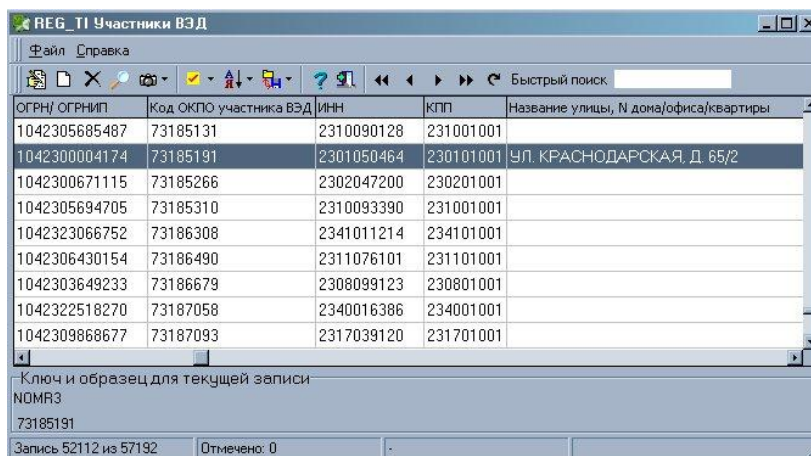 REG_TI Участники ВЭД
Файл Справка
Быстрый поиск
ОГРН/ ОГРНИП Код ОКПО участника ВЭД ИНН КПП Название улицы, N дома/офиса/квартиры
1042305685487 73185131 2310090128 231001001
1042300004174 73185191 2301050464 230101001 УЛ. КРАСНОДАРСКАЯ, Д. 65/2
1042300671115 73185266 2302047200 230201001
1042305694705 73185310 2310093390 231001001
1042323066752 73186308 2341011214 234101001
1042306430154 73186490 2311076101 231101001
1042303649233 73186679 2308099123 230801001
1042322518270 73187058 2340016386 234001001
1042309868677 73187093 2317039120 231701001
Ключ и образец для текущей записи
NOMR3
73185191
Запись 52112 из 57192 Отмечено: 0 -